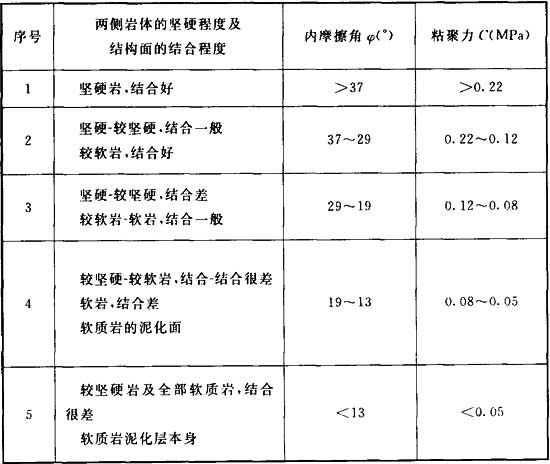 序号
两侧岩体的坚硬程度及
结构面的结合程度
内摩擦角 φ(°)
粘聚力 C(MPa)
1
坚硬岩,结合好
>37
>0.22
2
坚硬-较坚硬,结合一般
较软岩,结合好
37～29
0.22～0.12
3
坚硬-较坚硬,结合差
较软岩-软岩,结合一般
29～19
0.12～0.08
4
较坚硬-较软岩,结合-结合很差
软岩,结合差
软质岩的泥化面
19～13
0.08～0.05
5
较坚硬岩及全部软质岩,结合
很差
软质岩泥化层本身
<13
<0.05